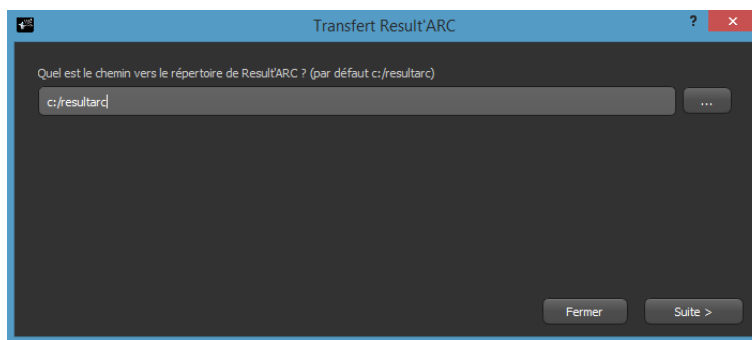 Transfert Result'ARC
?
Quel est le chemin vers le répertoire de Result'ARC ? (par défaut c:/resultarc)
c:/resultarc
...
Fermer
Suite >